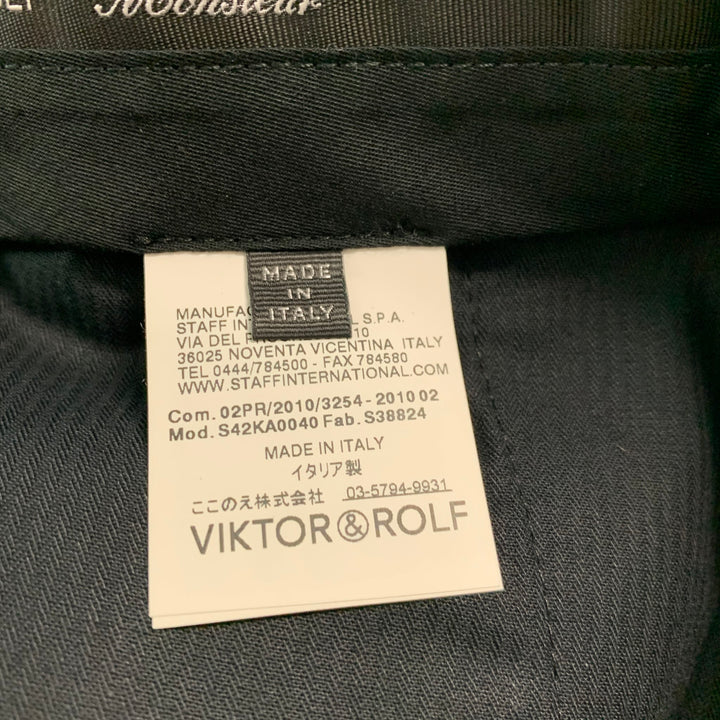 Monsieur
MADE
IN
ITALY
STAFF S.P.A.
VIA DEL 10
36025 NOVENTA VICENTINA ITALY
TEL 0444/784500 - FAX 784580
WWW.STAFFINTERNATIONAL.COM
Com. 02PR/2010/3254 - 2010 02
Mod. S42KA0040 Fab. S38824
MADE IN ITALY
イタリア製
ここのえ株式会社 03-5794-9931
VIKTOR & ROLF